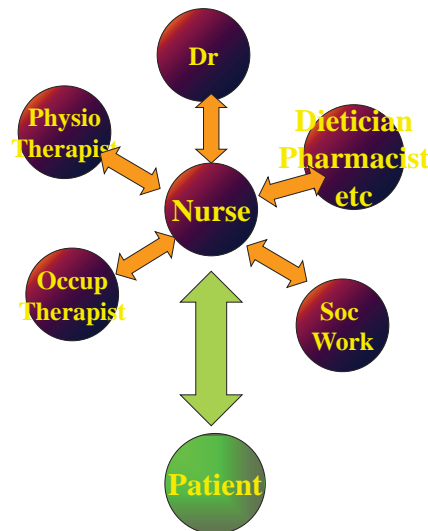 Dr
Physio
Therapist
Dietician
Pharmacist
etc
Nurse
Occup
Therapist
Soc
Work
Patient